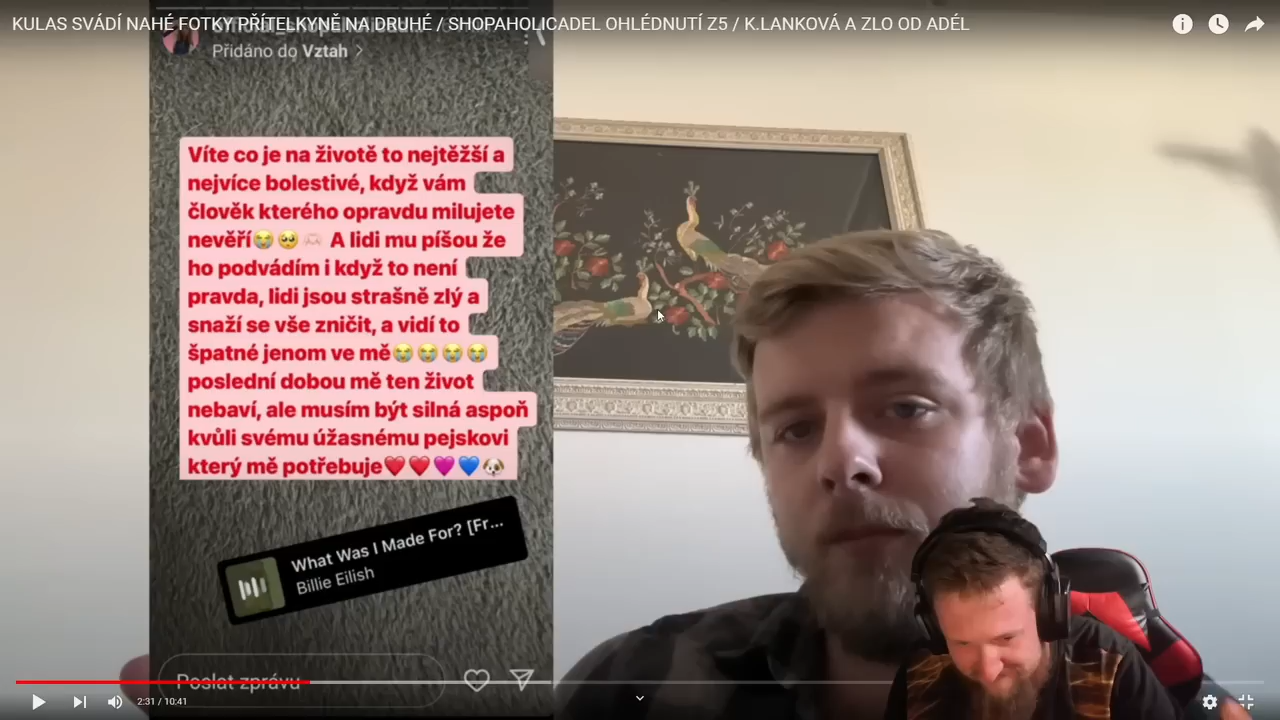 KULAS SVÁDÍ NAHÉ FOTKY PŘÍTELKYNĚ NA DRUHÉ / SHOPAHOLICADEL OHLÉDNUTÍ Z5 / K.LANKOVÁ A ZLO OD ADÉL
Přidáno do Vztah >
Víte co je na životě to nejtěžší a
nejvíce bolestivé, když vám
člověk kterého opravdu milujete
nevěří😭🥺🫶🏻 A lidi mu píšou že
ho podvádím i když to není
pravda, lidi jsou strašně zlý a
snaží se vše zničit, a vidí to
špatné jenom ve mě😭😭😭😭
poslední dobou mě ten život
nebaví, ale musím být silná aspoň
kvůli svému úžasnému pejskovi
který mě potřebuje❤️❤️💜💙🐶
What Was I Made For? [Fr...
Billie Eilish
Poslat zprávu
2:31 / 10:41